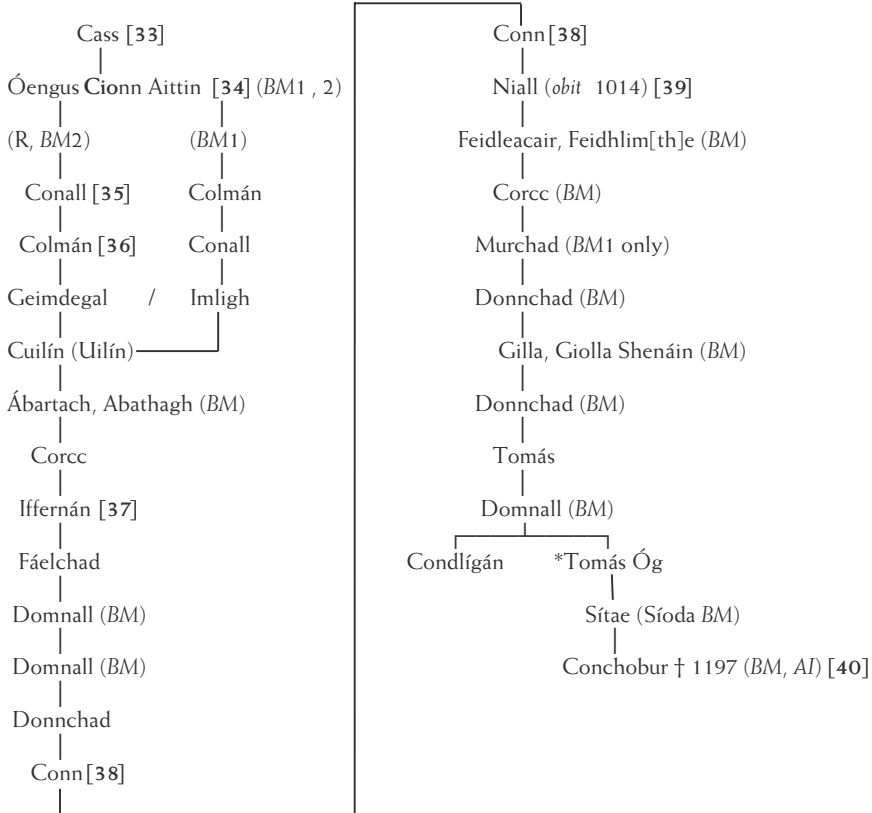 Cass [33]
Óengus Cionn Aittin [34] (BM1 , 2)
(R, BM2) (BM1)
Conall [35] Colmán
Colmán [36] Conall
Geimdegal / Imligh
Cuilín (Uilín)
Ábartach, Abathagh (BM)
Corcc
Iffernán [37]
Fáelchad
Domnall (BM)
Domnall (BM)
Donnchad
Conn [38]
Conn [38]
Niall (obit 1014) [39]
Feidleacair, Feidhlim[th]e (BM)
Corcc (BM)
Murchad (BM1 only)
Donnchad (BM)
Gilla, Giolla Shenáin (BM)
Donnchad (BM)
Tomás
Domnall (BM)
Condlígán *Tomás Óg
Sítae (Síoda BM)
Conchobur † 1197 (BM, AI) [40]